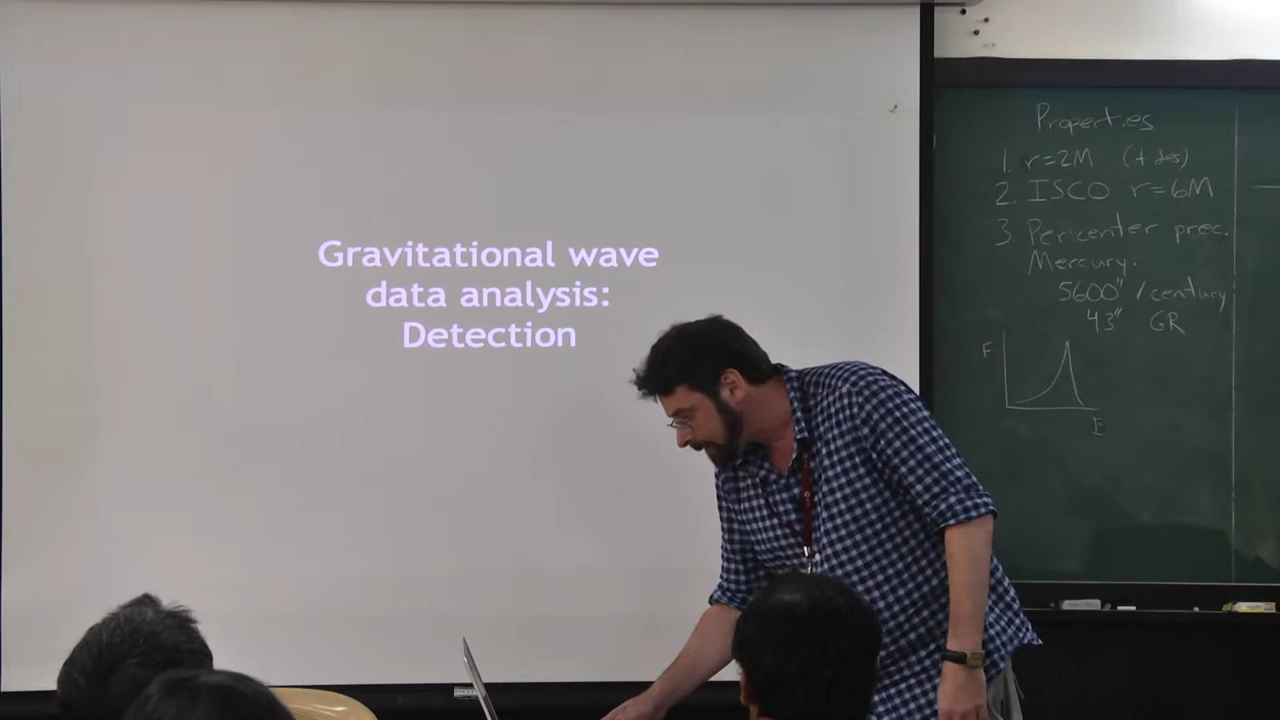 Gravitational wave
data analysis:
Detection
Properties
1. r=2M (+ des)
2. ISCO r=6M
3. Pericenter prec.
Mercury:
5600" / century
43" GR
F
E